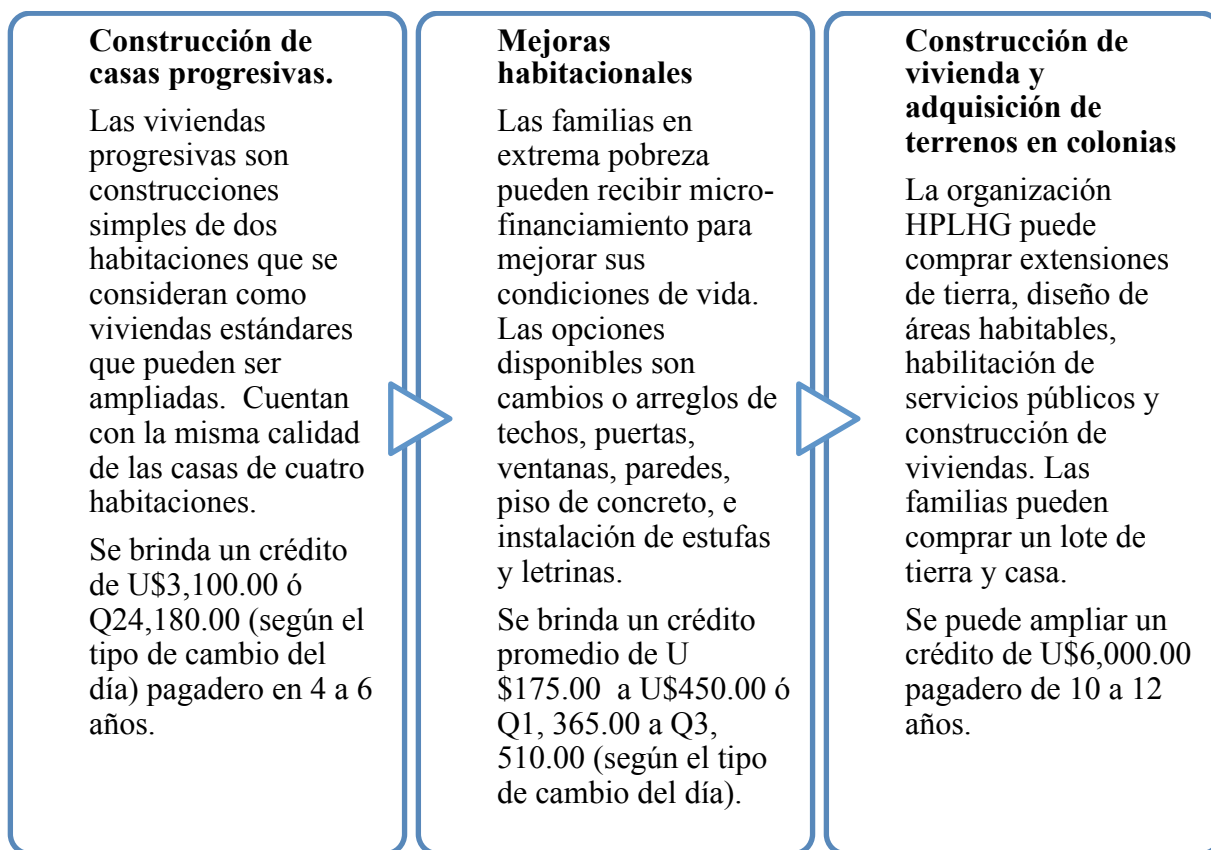 Construcción de
casas progresivas.
Las viviendas
progresivas son
construcciones
simples de dos
habitaciones que se
consideran como
viviendas estándares
que pueden ser
ampliadas.  Cuentan
con la misma calidad
de las casas de cuatro
habitaciones.
Se brinda un crédito
de U$3,100.00 ó
Q24,180.00 (según el
tipo de cambio del
día) pagadero en 4 a 6
años.
Mejoras
habitacionales
Las familias en
extrema pobreza
pueden recibir micro-
financiamiento para
mejorar sus
condiciones de vida.
Las opciones
disponibles son
cambios o arreglos de
techos, puertas,
ventanas, paredes,
piso de concreto, e
instalación de estufas
y letrinas.
Se brinda un crédito
promedio de U
$175.00  a U$450.00 ó
Q1, 365.00 a Q3,
510.00 (según el tipo
de cambio del día).
Construcción de
vivienda y
adquisición de
terrenos en colonias
La organización
HPLHG puede
comprar extensiones
de tierra, diseño de
áreas habitables,
habilitación de
servicios públicos y
construcción de
viviendas. Las
familias pueden
comprar un lote de
tierra y casa.
Se puede ampliar un
crédito de U$6,000.00
pagadero de 10 a 12
años.